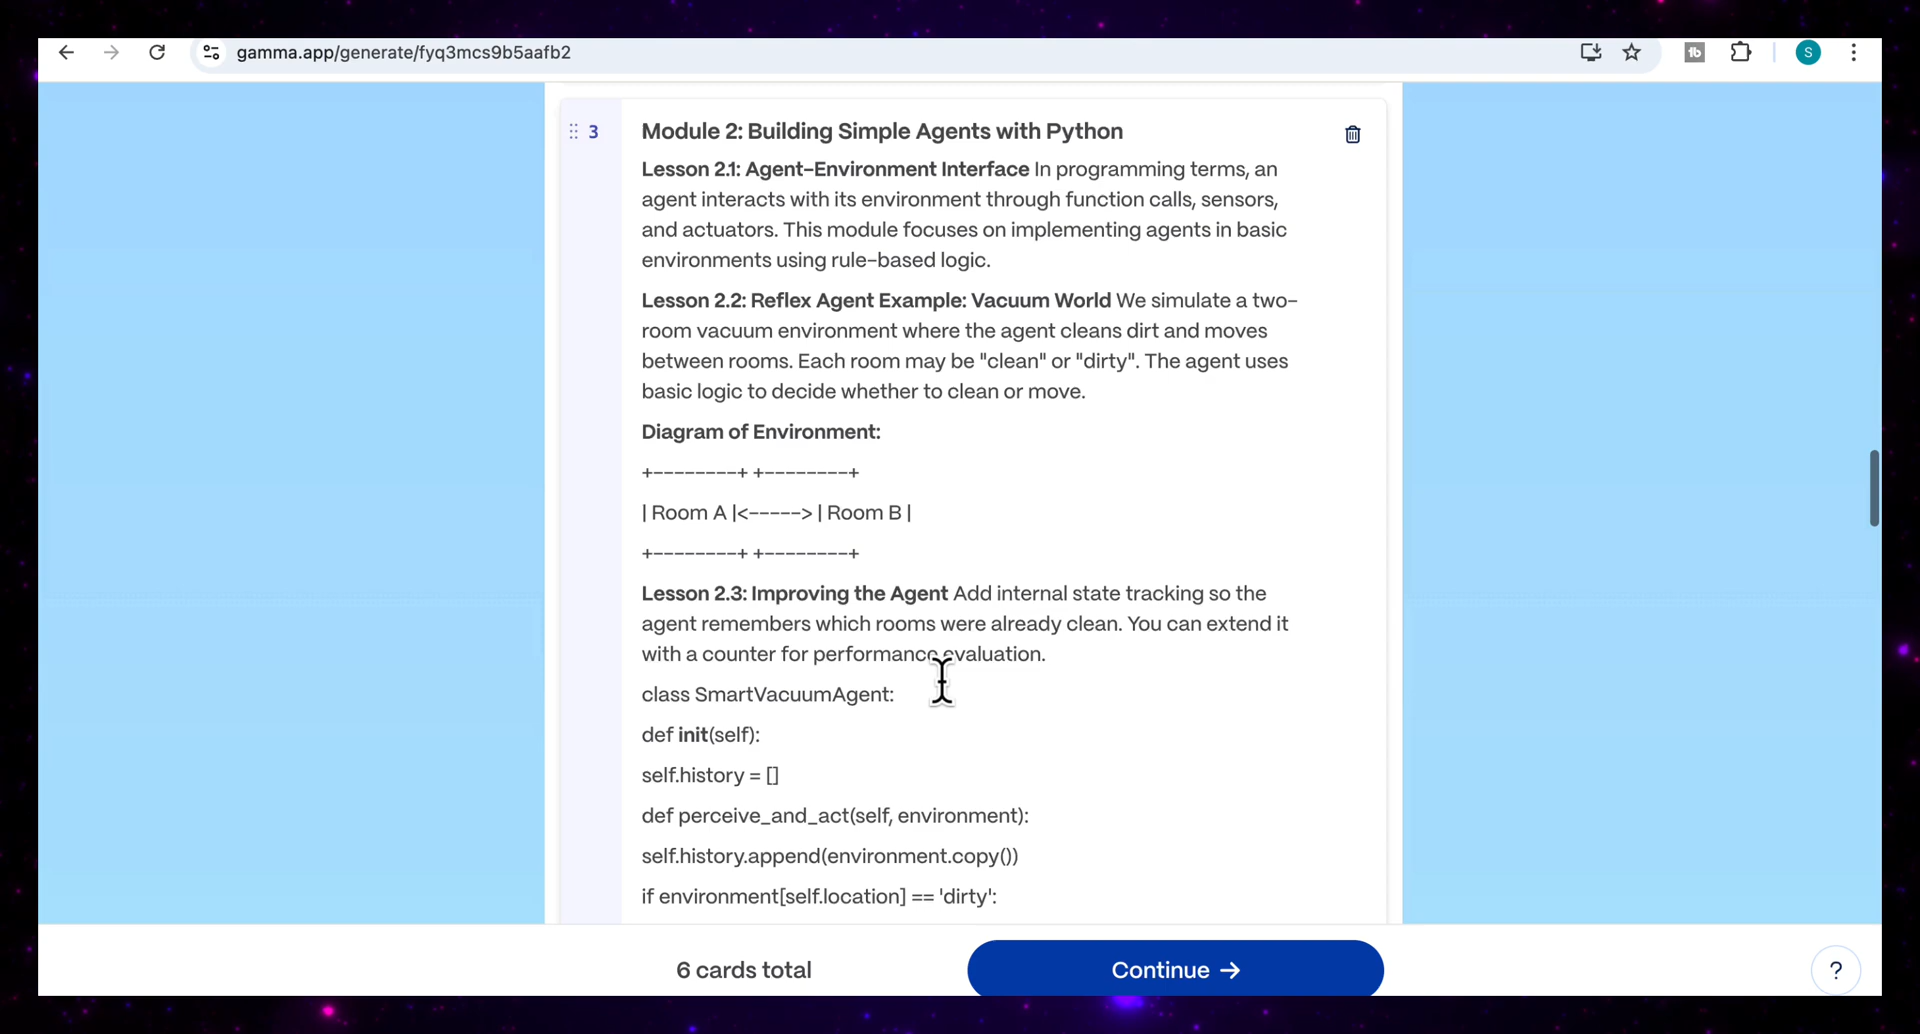 gamma.app/generate/fyq3mcs9b5aafb2
S
3
Module 2: Building Simple Agents with Python
Lesson 2.1: Agent-Environment Interface In programming terms, an
agent interacts with its environment through function calls, sensors,
and actuators. This module focuses on implementing agents in basic
environments using rule-based logic.
Lesson 2.2: Reflex Agent Example: Vacuum World We simulate a two-
room vacuum environment where the agent cleans dirt and moves
between rooms. Each room may be "clean" or "dirty". The agent uses
basic logic to decide whether to clean or move.
Diagram of Environment:
+--------+ +--------+
| Room A |<-----> | Room B |
+--------+ +--------+
Lesson 2.3: Improving the Agent Add internal state tracking so the
agent remembers which rooms were already clean. You can extend it
with a counter for performance evaluation.
class SmartVacuumAgent:
def init(self):
self.history = []
def perceive_and_act(self, environment):
self.history.append(environment.copy())
if environment[self.location] == 'dirty':
6 cards total
Continue →
?